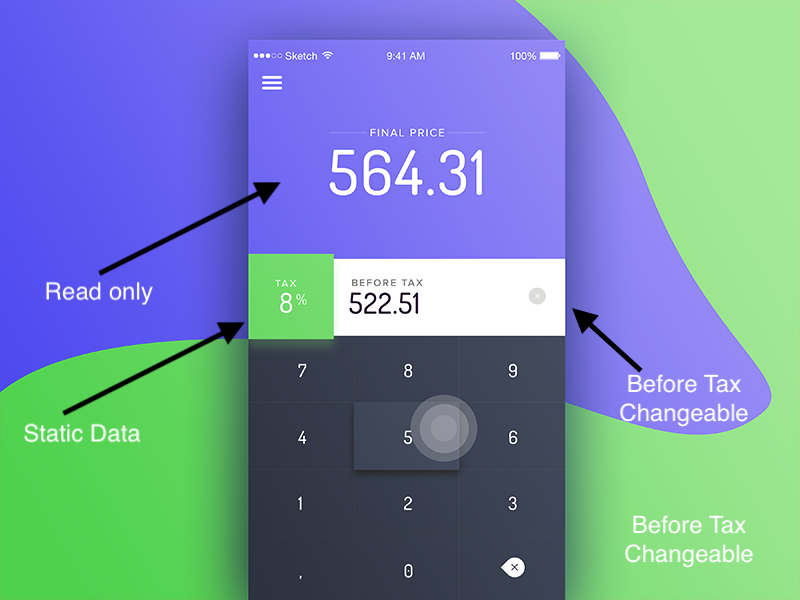 Sketch 9:41 AM 100%
FINAL PRICE
564.31
Read only
TAX
8%
BEFORE TAX
522.51
Before Tax
Changeable
Static Data
7 8 9
4 5 6
1 2 3
, 0
Before Tax
Changeable